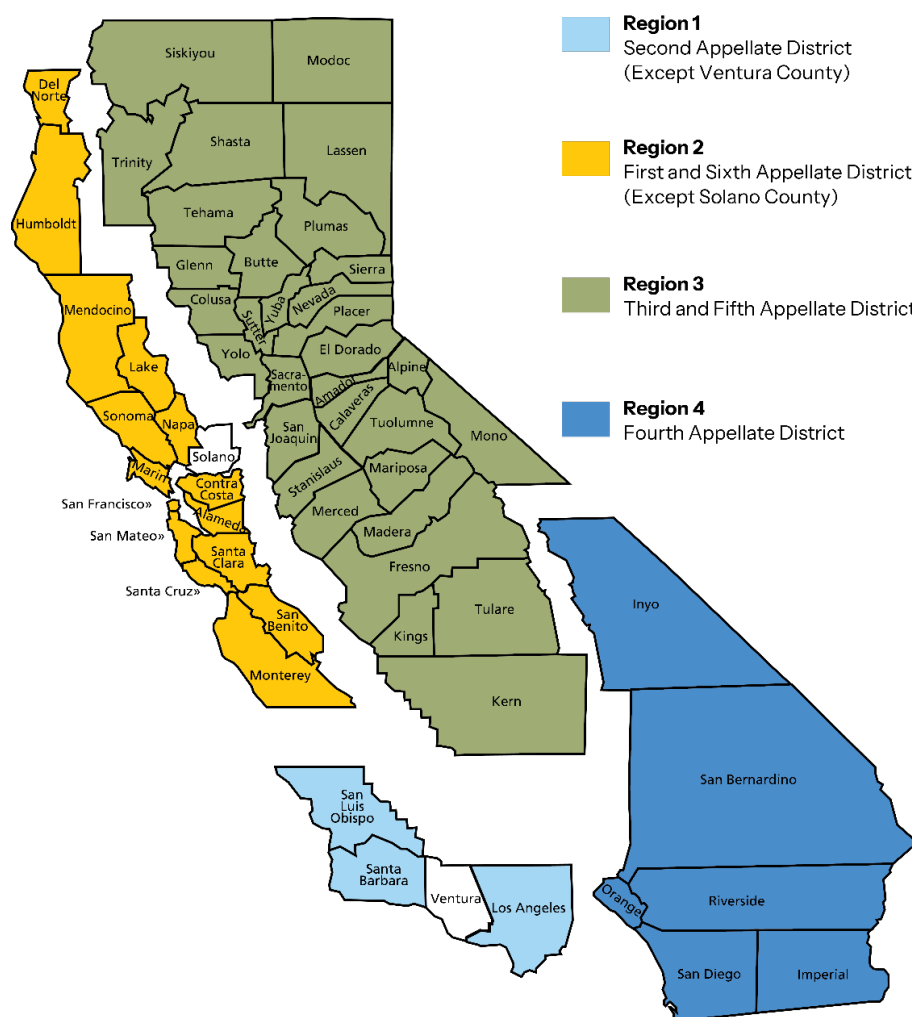 Region 1
Second Appellate District
(Except Ventura County)
Region 2
First and Sixth Appellate District
(Except Solano County)
Region 3
Third and Fifth Appellate District
Region 4
Fourth Appellate District
Siskiyou
Modoc
Del
Norte
Trinity
Shasta
Lassen
Humboldt
Tehama
Plumas
Glenn
Butte
Sierra
Mendocino
Colusa
Sutter
Yuba
Nevada
Placer
Lake
Yolo
El Dorado
Sacra-
mento
Amador
Alpine
Sonoma
Napa
Solano
San
Joaquin
Calaveras
Tuolumne
Mono
Marin
Contra
Costa
Stanislaus
Mariposa
San Francisco»
Alameda
Merced
Madera
San Mateo»
Santa
Clara
Fresno
Santa Cruz»
San
Benito
Kings
Tulare
Inyo
Monterey
Kern
San Bernardino
San
Luis
Obispo
Santa
Barbara
Ventura
Los Angeles
Orange
Riverside
San Diego
Imperial